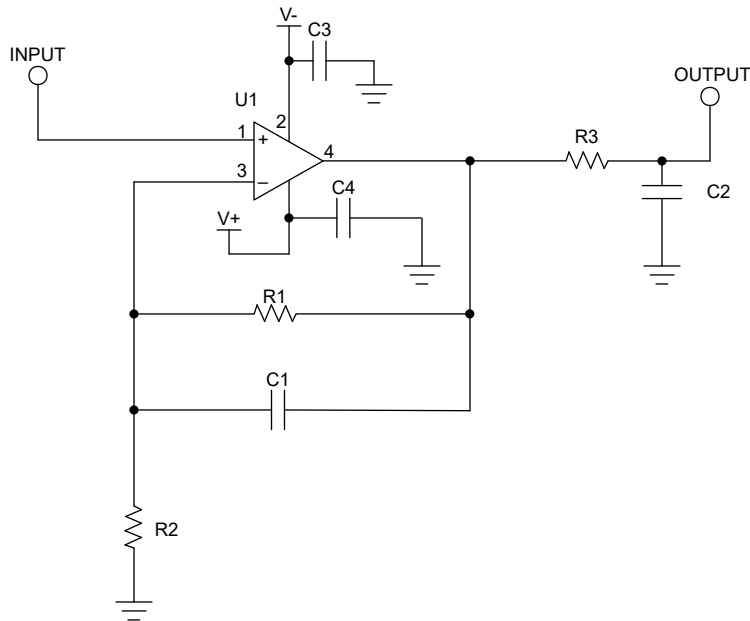 V-
C3
INPUT
OUTPUT
U1
2
R3
1
+
4
3
−
C4
C2
V+
R1
C1
R2